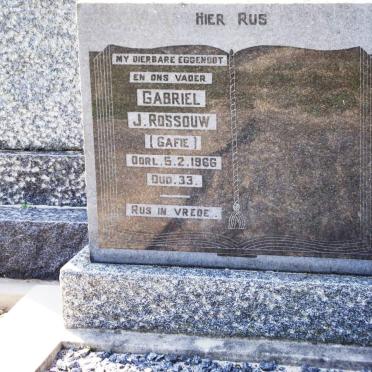 HIER RUS
MY DIERBARE EGGENOOT
EN ONS VADER
GABRIEL
J. ROSSOUW
(GAFIE)
OORL. 5.2.1966
OUD. 33.
RUS IN VREDE.